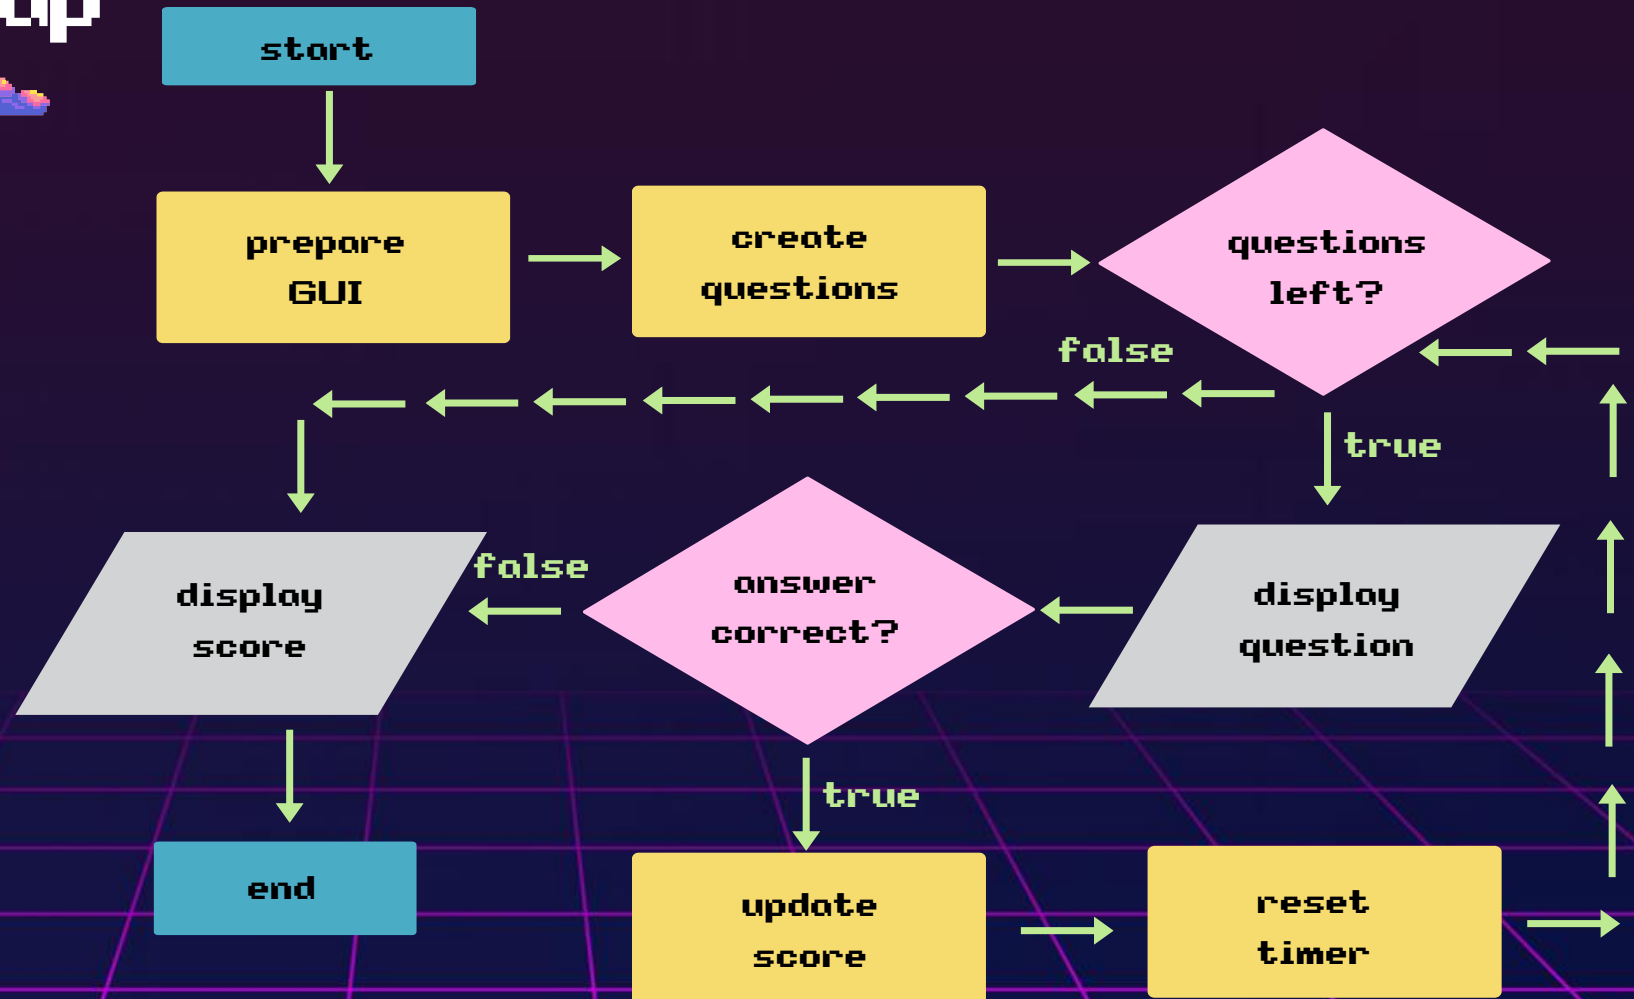 up
start
prepare
GUI
create
questions
questions
left?
false
true
display
score
false
answer
correct?
display
question
true
end
update
score
reset
timer